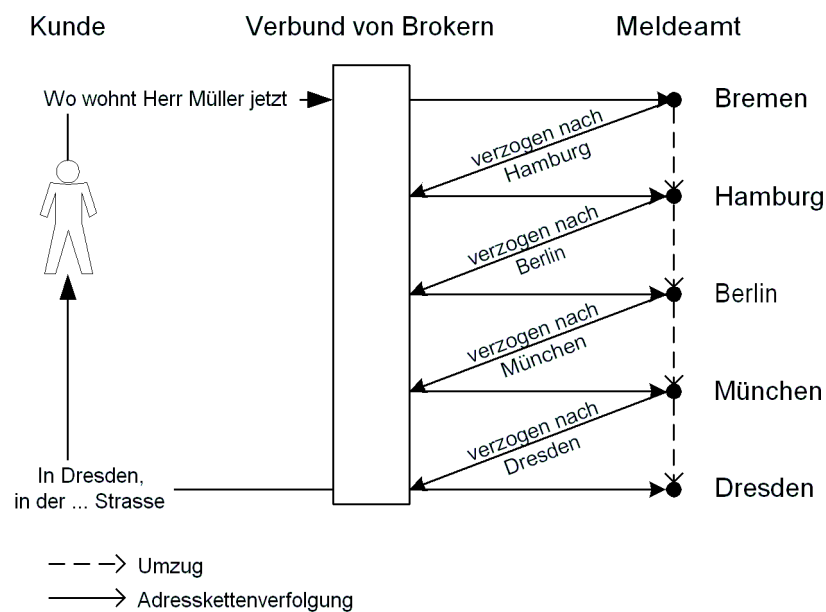 Kunde
Verbund von Brokern
Meldeamt
Wo wohnt Herr Müller jetzt
Bremen
verzogen nach
Hamburg
Hamburg
verzogen nach
Berlin
Berlin
verzogen nach
München
München
verzogen nach
Dresden
In Dresden,
in der ... Strasse
Dresden
Umzug
Adresskettenverfolgung